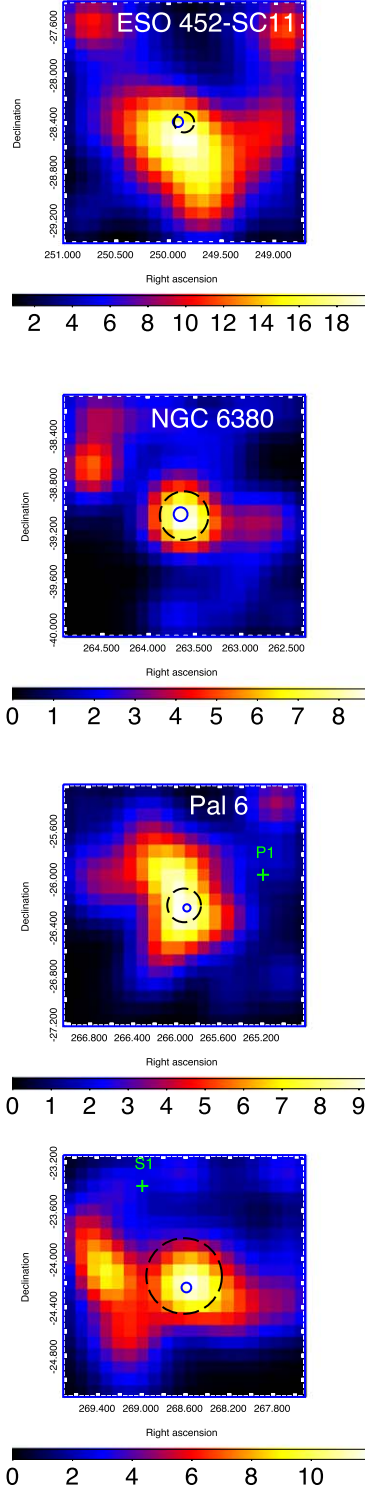 ESO 452-SC11
-27.600
-28.000
-28.400
-28.800
-29.200
Declination
251.000 250.500 250.000 249.500 249.000
Right ascension
2 4 6 8 10 12 14 16 18
NGC 6380
-38.400
-38.800
-39.200
-39.600
-40.000
Declination
264.500 264.000 263.500 263.000 262.500
Right ascension
0 1 2 3 4 5 6 7 8
Pal 6
P1
-25.600
-26.000
-26.400
-26.800
-27.200
Declination
266.800 266.400 266.000 265.600 265.200
Right ascension
0 1 2 3 4 5 6 7 8 9
S1
-23.200
-23.600
-24.000
-24.400
-24.800
Declination
269.400 269.000 268.600 268.200 267.800
Right ascension
0 2 4 6 8 10